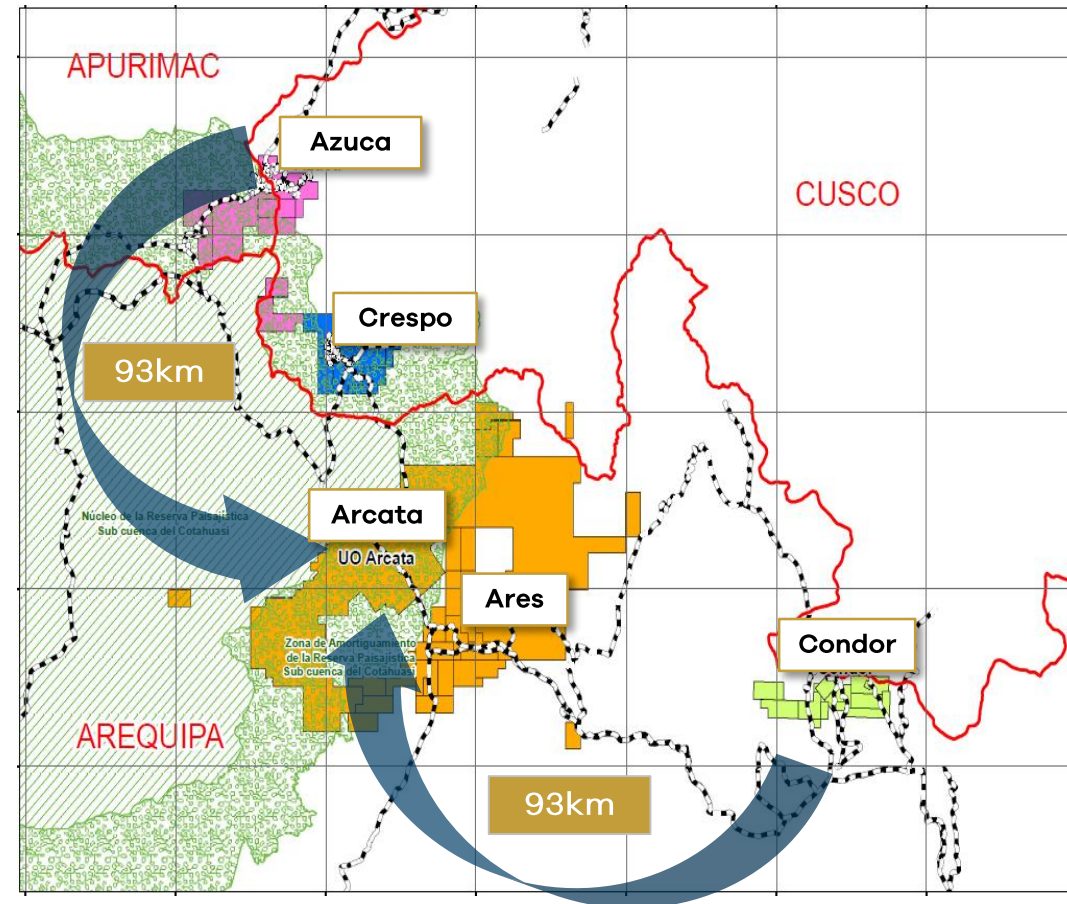 APURIMAC
Azuca
CUSCO
Crespo
93km
Arcata
Núcleo de la Reserva Paisajística
Sub cuenca del Cotahuasi
UO Arcata
Ares
Zona de Amortiguamiento
de la Reserva Paisajística
Sub cuenca del Cotahuasi
Condor
AREQUIPA
93km